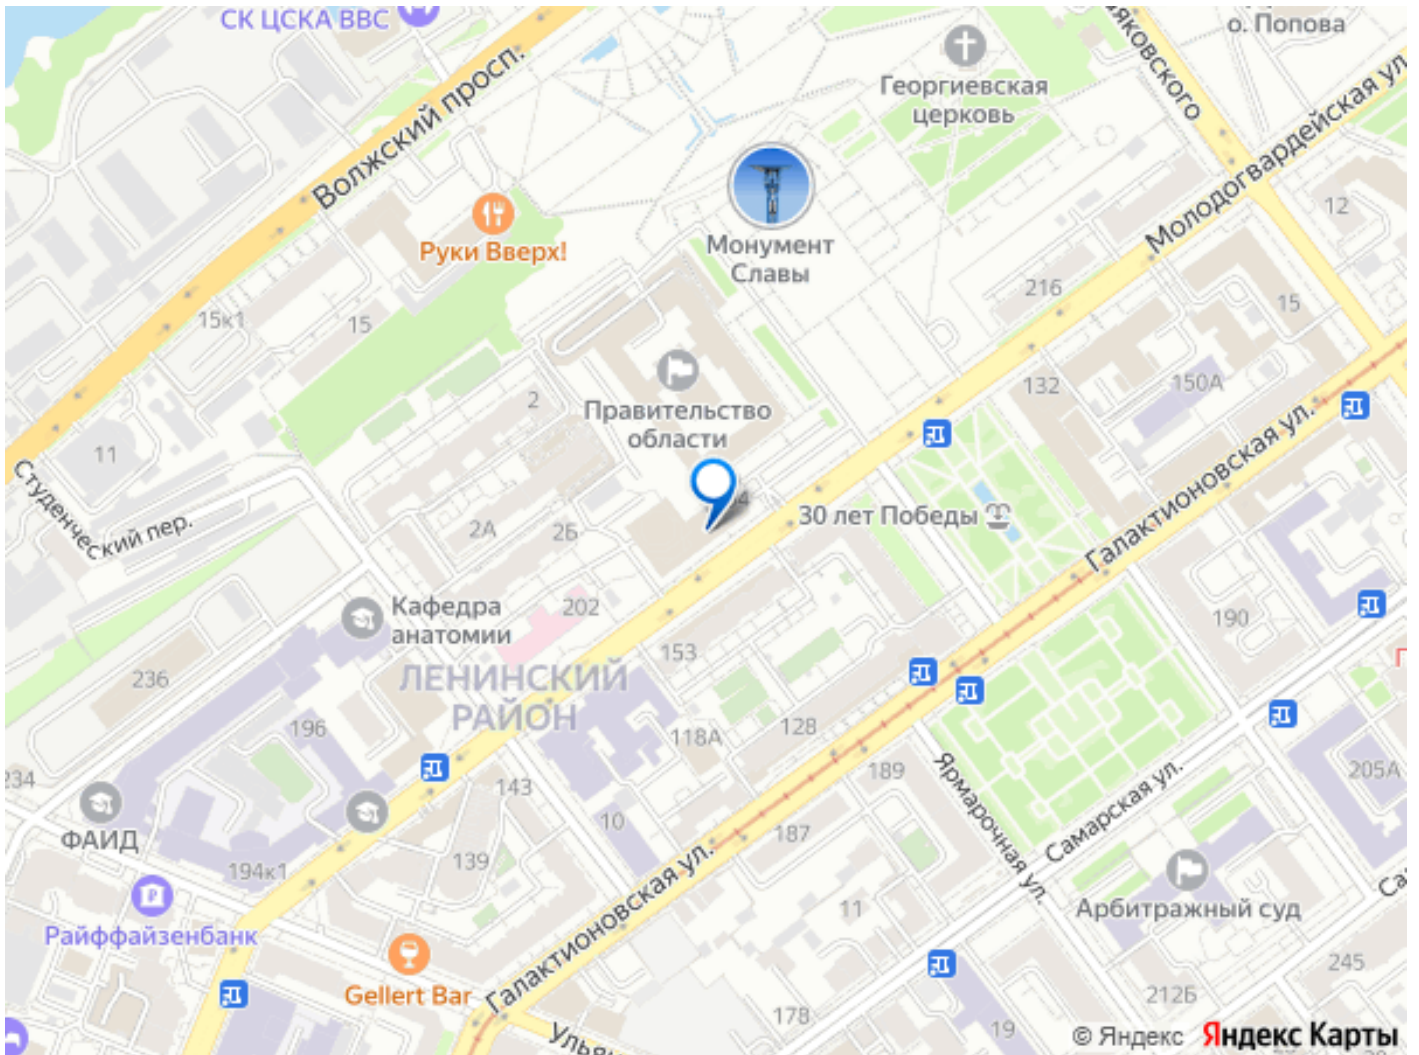 СК ЦСКА ВВС
о. Попова
Волжский просп.
Георгиевская
церковь
Молодогвардейская ул.
12
Руки Вверх!
Монумент
Славы
216
15
15к1
15
132
150А
2
Правительство
области
11
Студенческий пер.
2А
2Б
30 лет Победы
Галактионовская ул.
Кафедра
анатомии
202
190
153
236
ЛЕНИНСКИЙ
РАЙОН
196
118А
128
189
Ярмарочная ул.
Самарская ул.
205А
234
ФАИД
143
10
187
139
194к1
Райффайзенбанк
Галактионовская ул.
11
Арбитражный суд
Gellert Bar
245
212Б
178
19
© Яндекс Яндекс Карты